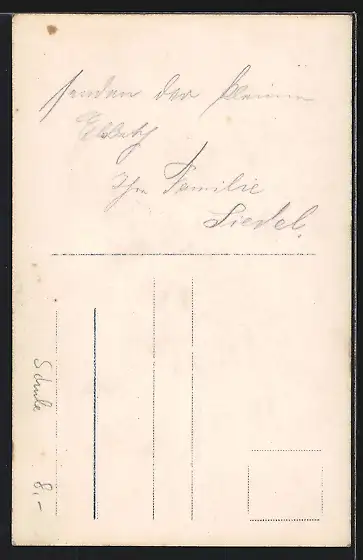 senden der kleinen
Ihre Familie
Siedel.
Schule 8,-